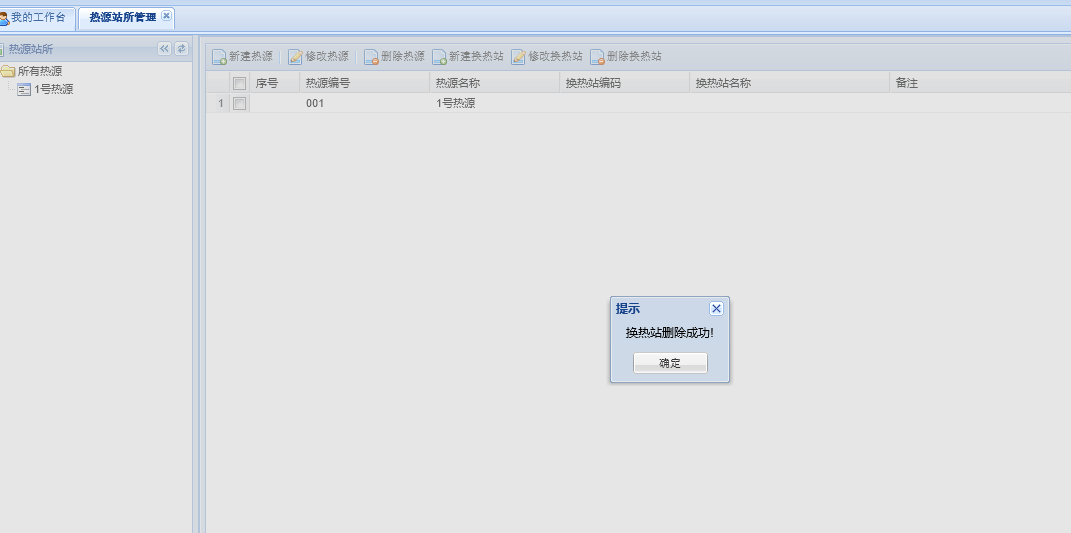 我的工作台 热源站所管理
热源站所
新建热源 修改热源 删除热源 新建换热站 修改换热站 删除换热站
所有热源
1号热源
序号 热源编号 热源名称 换热站编码 换热站名称 备注
1 001 1号热源
提示
换热站删除成功!
确定